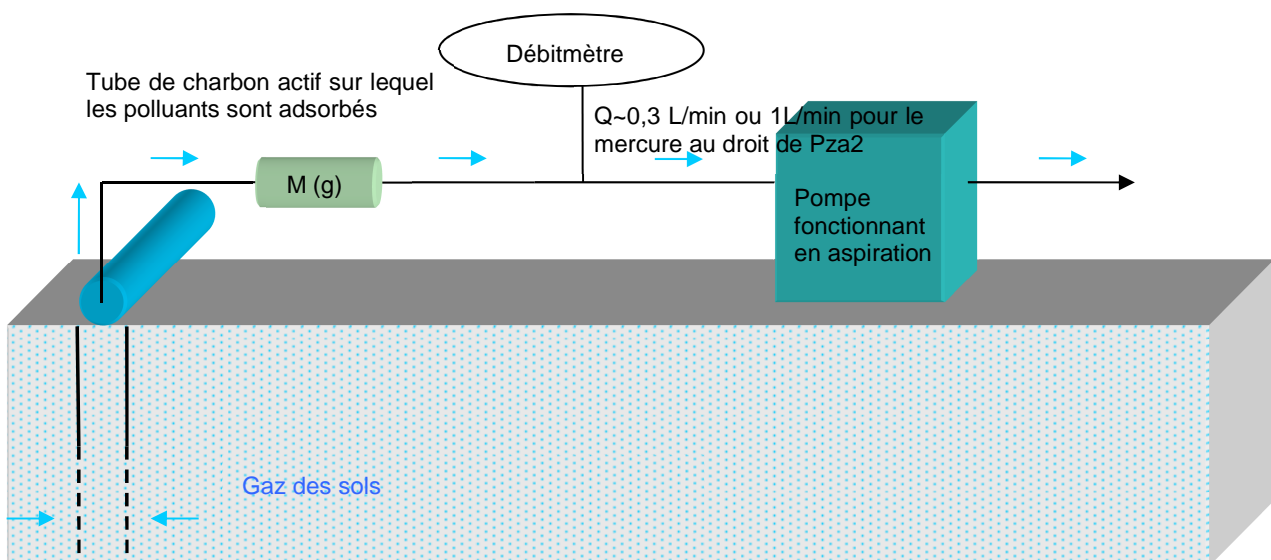 Débitmètre
Tube de charbon actif sur lequel
les polluants sont adsorbés
Q~0,3 L/min ou 1L/min pour le
mercure au droit de Pza2
M (g)
Pompe
fonctionnant
en aspiration
Gaz des sols